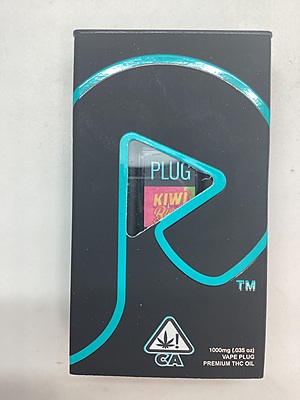 PLUG
KIWI
TM
!
CA
1000mg (.035 oz)
VAPE PLUG
PREMIUM THC OIL